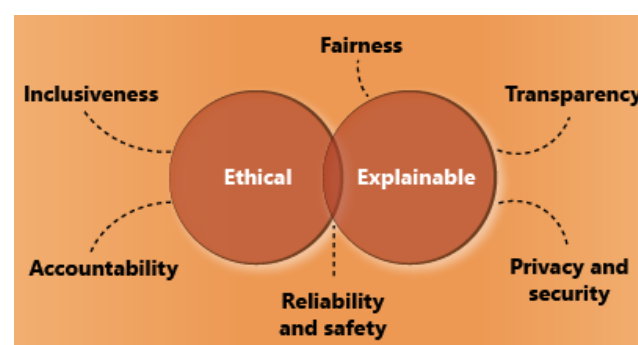 Fairness
Inclusiveness
Transparency
Ethical
Explainable
Accountability
Privacy and
security
Reliability
and safety